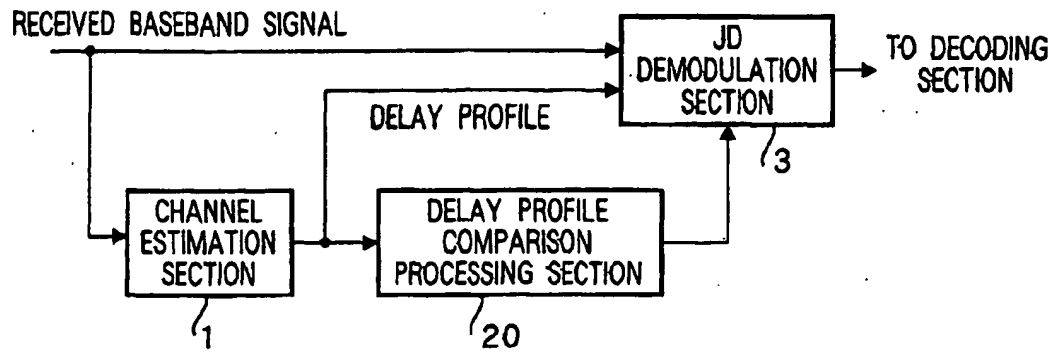 RECEIVED BASEBAND SIGNAL
JD
DEMODULATION
SECTION
TO DECODING
SECTION
DELAY PROFILE
3
CHANNEL
ESTIMATION
SECTION
DELAY PROFILE
COMPARISON
PROCESSING SECTION
1
20